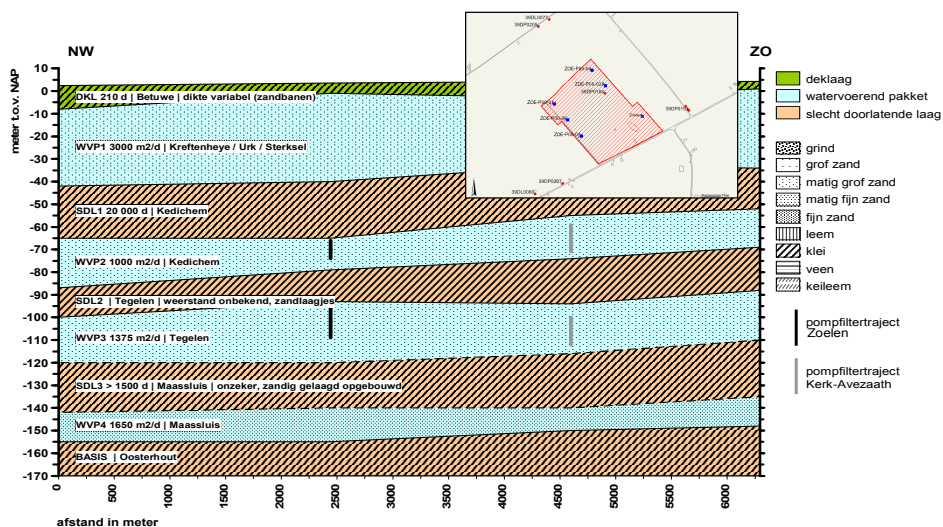 NW
ZO
meter t.o.v. NAP
10
0
-10
-20
-30
-40
-50
-60
-70
-80
-90
-100
-110
-120
-130
-140
-150
-160
-170
DKL 210 d | Betuwe | dikte variabel (zandbanen)
WVP1 3000 m2/d | Kreftenheye / Urk / Sterksel
SDL1 20 000 d | Kedichem
WVP2 1000 m2/d | Kedichem
SDL2 | Tegelen | weerstand onbekend, zandlaagjes
WVP3 1375 m2/d | Tegelen
SDL3 > 1500 d | Maassluis | onzeker, zandig gelaagd opgebouwd
WVP4 1650 m2/d | Maassluis
BASIS | Oosterhout
0
500
1000
1500
2000
2500
3000
3500
4000
4500
5000
5500
6000
afstand in meter
39DL0077
39DP0205
39DP0207
deklaag
watervoerend pakket
slecht doorlatende laag
grind
grof zand
matig grof zand
matig fijn zand
fijn zand
leem
klei
veen
keileem
pompfiltertraject
Zoelen
pompfiltertraject
Kerk-Avezaath